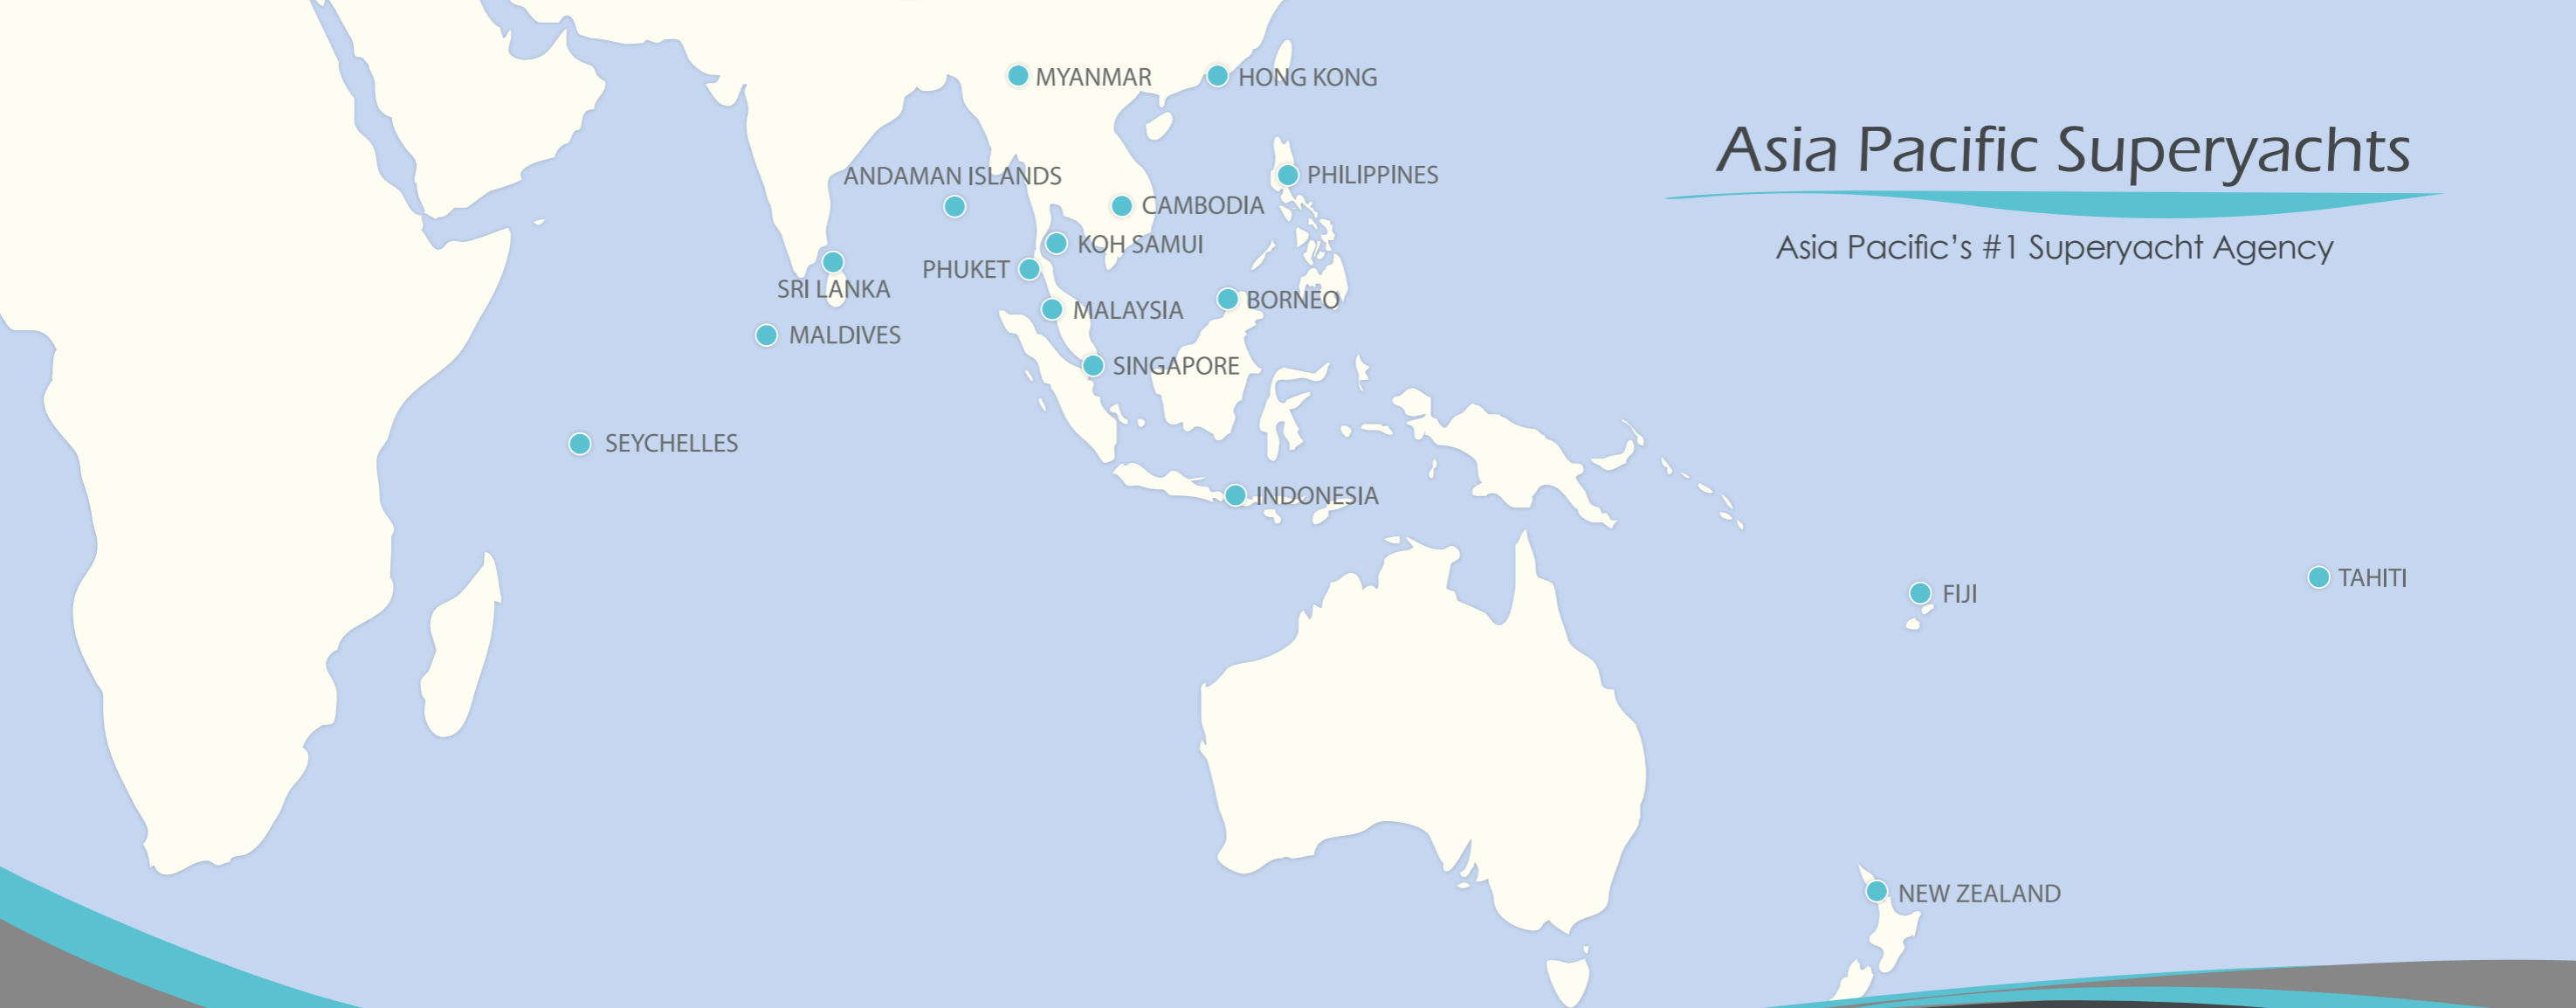 MYANMAR
HONG KONG
Asia Pacific Superyachts
ANDAMAN ISLANDS
PHILIPPINES
CAMBODIA
KOH SAMUI
Asia Pacific’s #1 Superyacht Agency
PHUKET
SRI LANKA
BORNEO
MALAYSIA
MALDIVES
SINGAPORE
SEYCHELLES
INDONESIA
TAHITI
FIJI
NEW ZEALAND